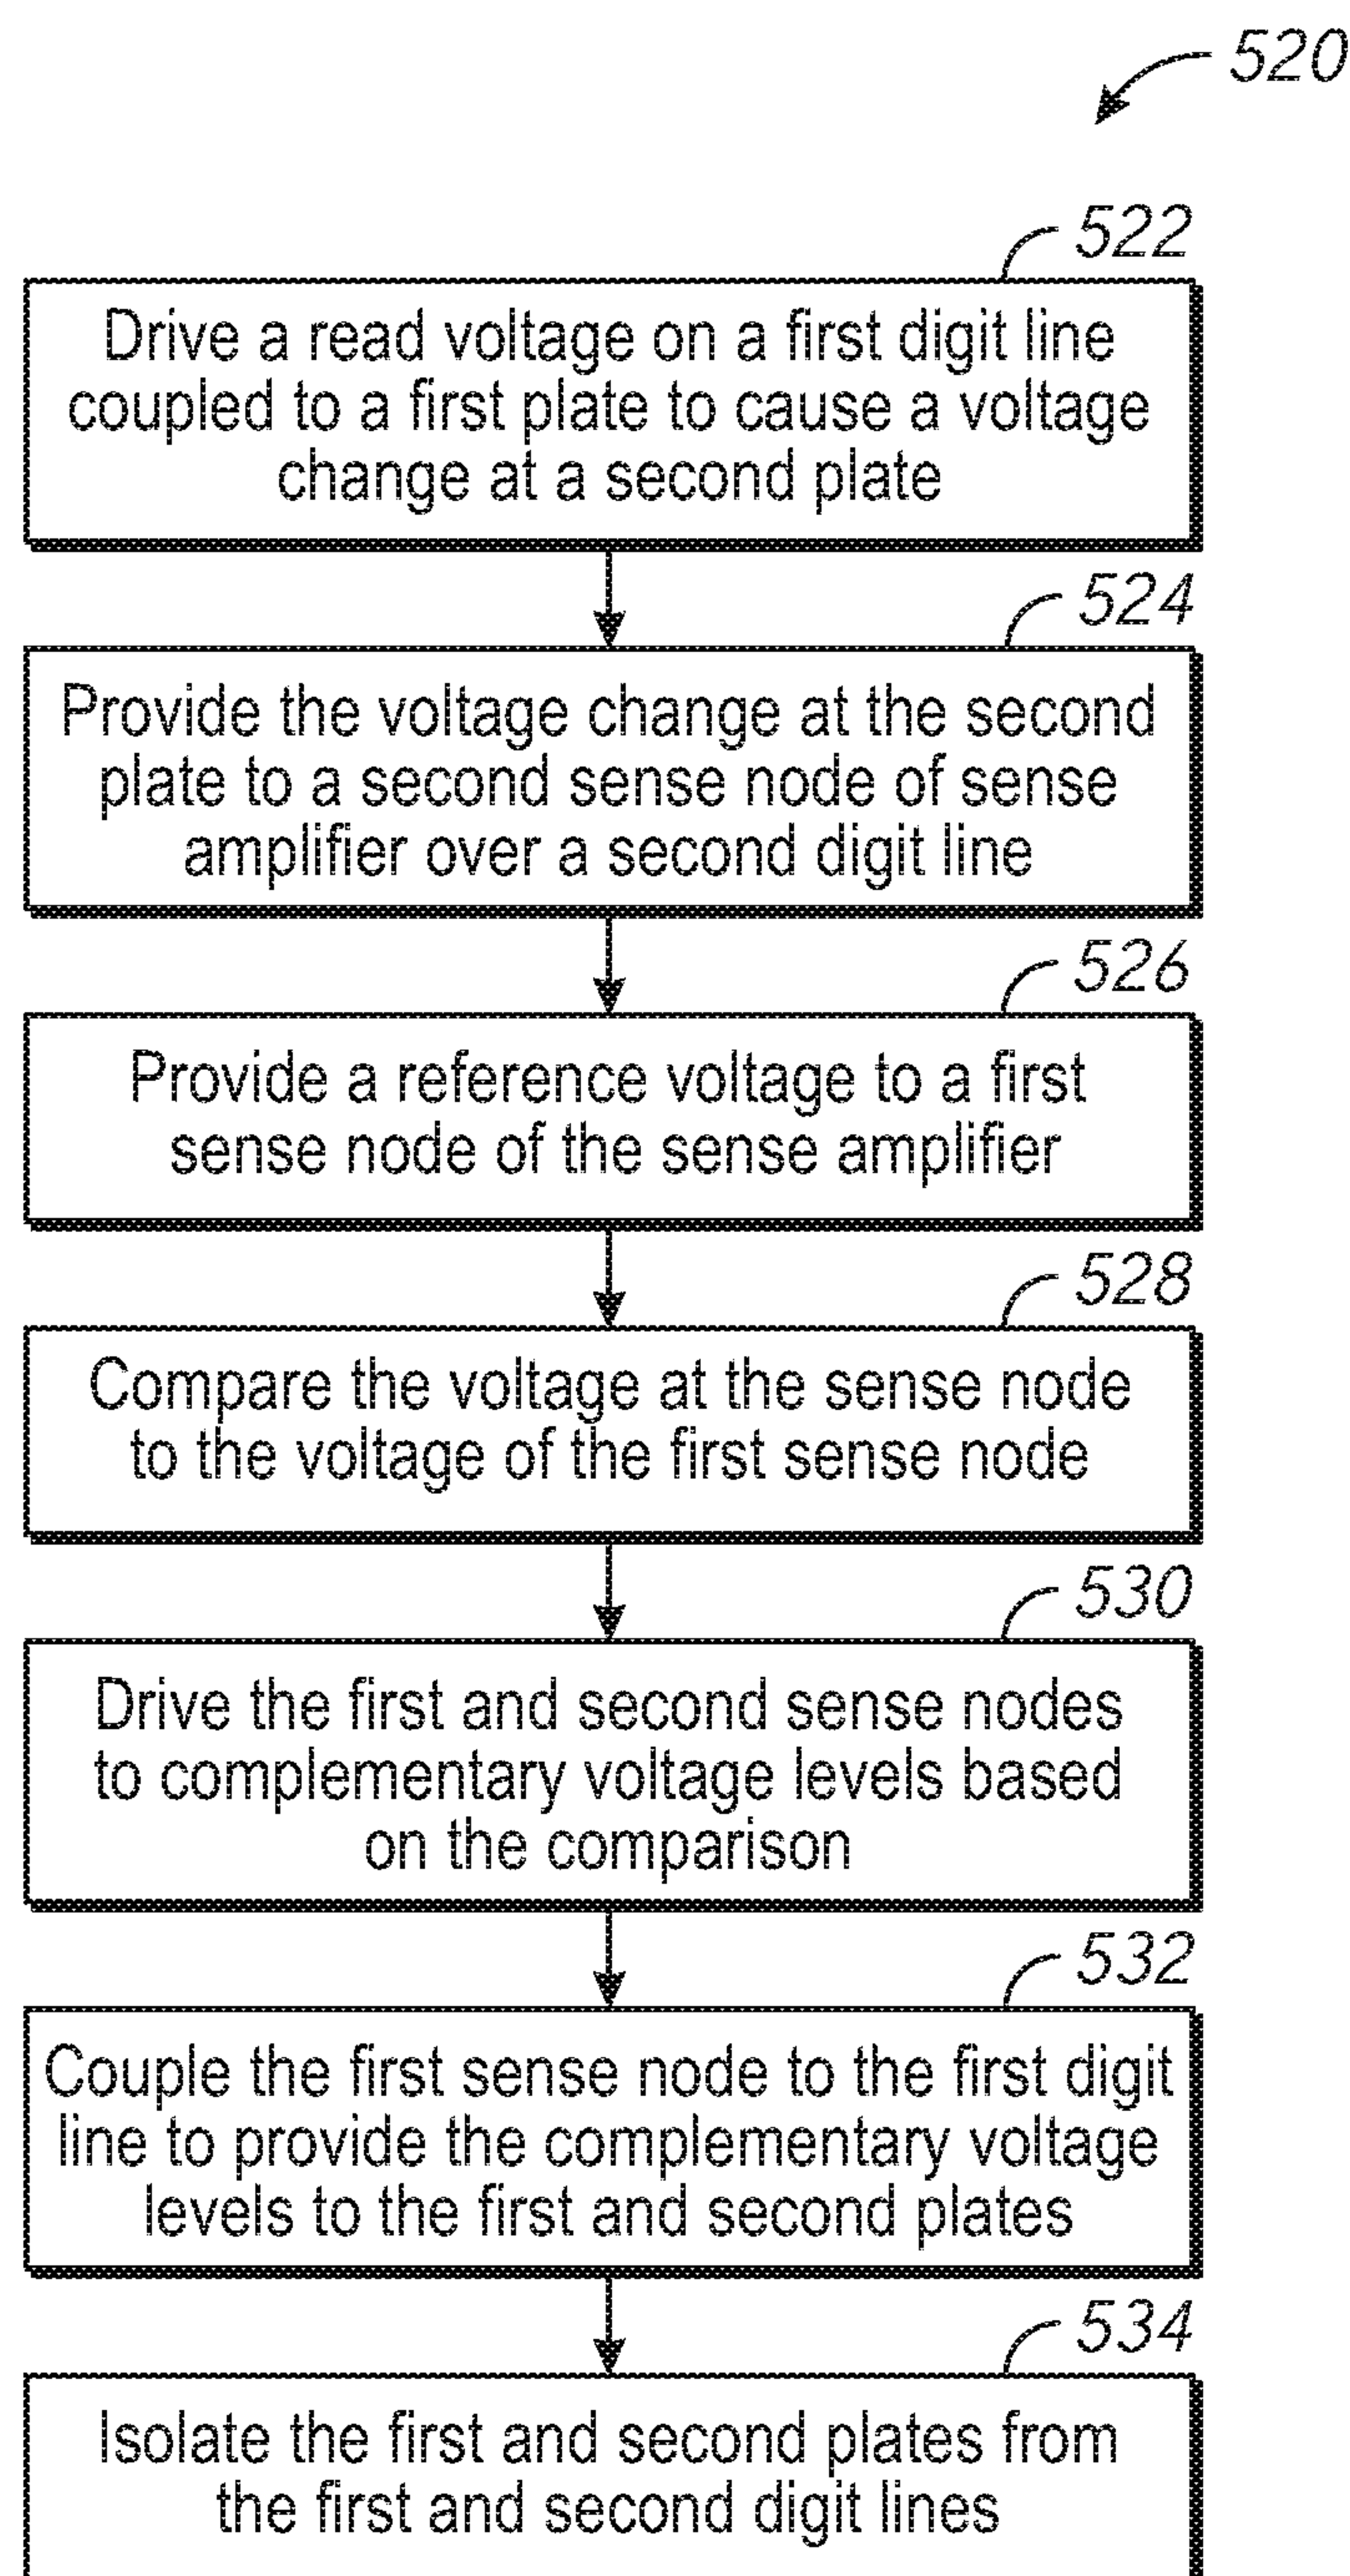 520
522
Drive a read voltage on a first digit line
coupled to a first plate to cause a voltage
change at a second plate
524
Provide the voltage change at the second
plate to a second sense node of sense
amplifier over a second digit line
526
Provide a reference voltage to a first
sense node of the sense amplifier
528
Compare the voltage at the sense node
to the voltage of the first sense node
530
Drive the first and second sense nodes
to complementary voltage levels based
on the comparison
532
Couple the first sense node to the first digit
line to provide the complementary voltage
levels to the first and second plates
534
Isolate the first and second plates from
the first and second digit lines